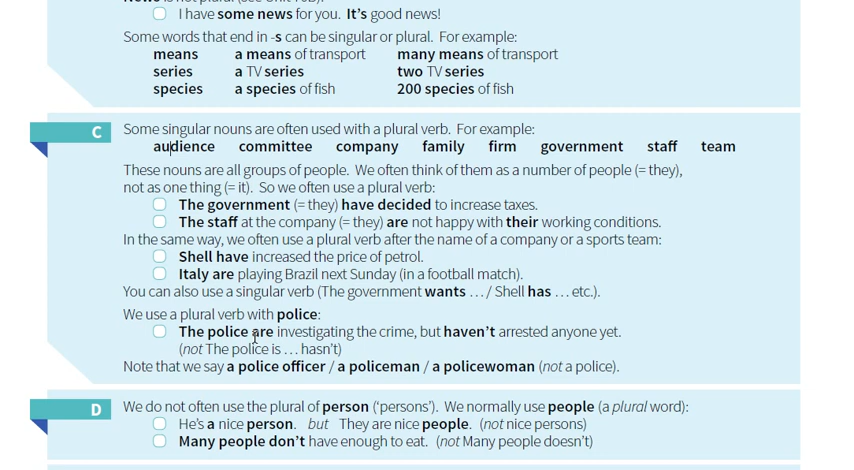 News is not plural (see Unit 70B):
I have some news for you. It's good news!
Some words that end in -s can be singular or plural. For example:
means a means of transport many means of transport
series a TV series two TV series
species a species of fish 200 species of fish
C Some singular nouns are often used with a plural verb. For example:
audience committee company family firm government staff team
These nouns are all groups of people. We often think of them as a number of people (= they),
not as one thing (= it). So we often use a plural verb:
The government (= they) have decided to increase taxes.
The staff at the company (= they) are not happy with their working conditions.
In the same way, we often use a plural verb after the name of a company or a sports team:
Shell have increased the price of petrol.
Italy are playing Brazil next Sunday (in a football match).
You can also use a singular verb (The government wants … / Shell has … etc.).
We use a plural verb with police:
The police are investigating the crime, but haven't arrested anyone yet.
(not The police is … hasn't)
Note that we say a police officer / a policeman / a policewoman (not a police).
D We do not often use the plural of person ('persons'). We normally use people (a plural word):
He's a nice person. but They are nice people. (not nice persons)
Many people don't have enough to eat. (not Many people doesn't)